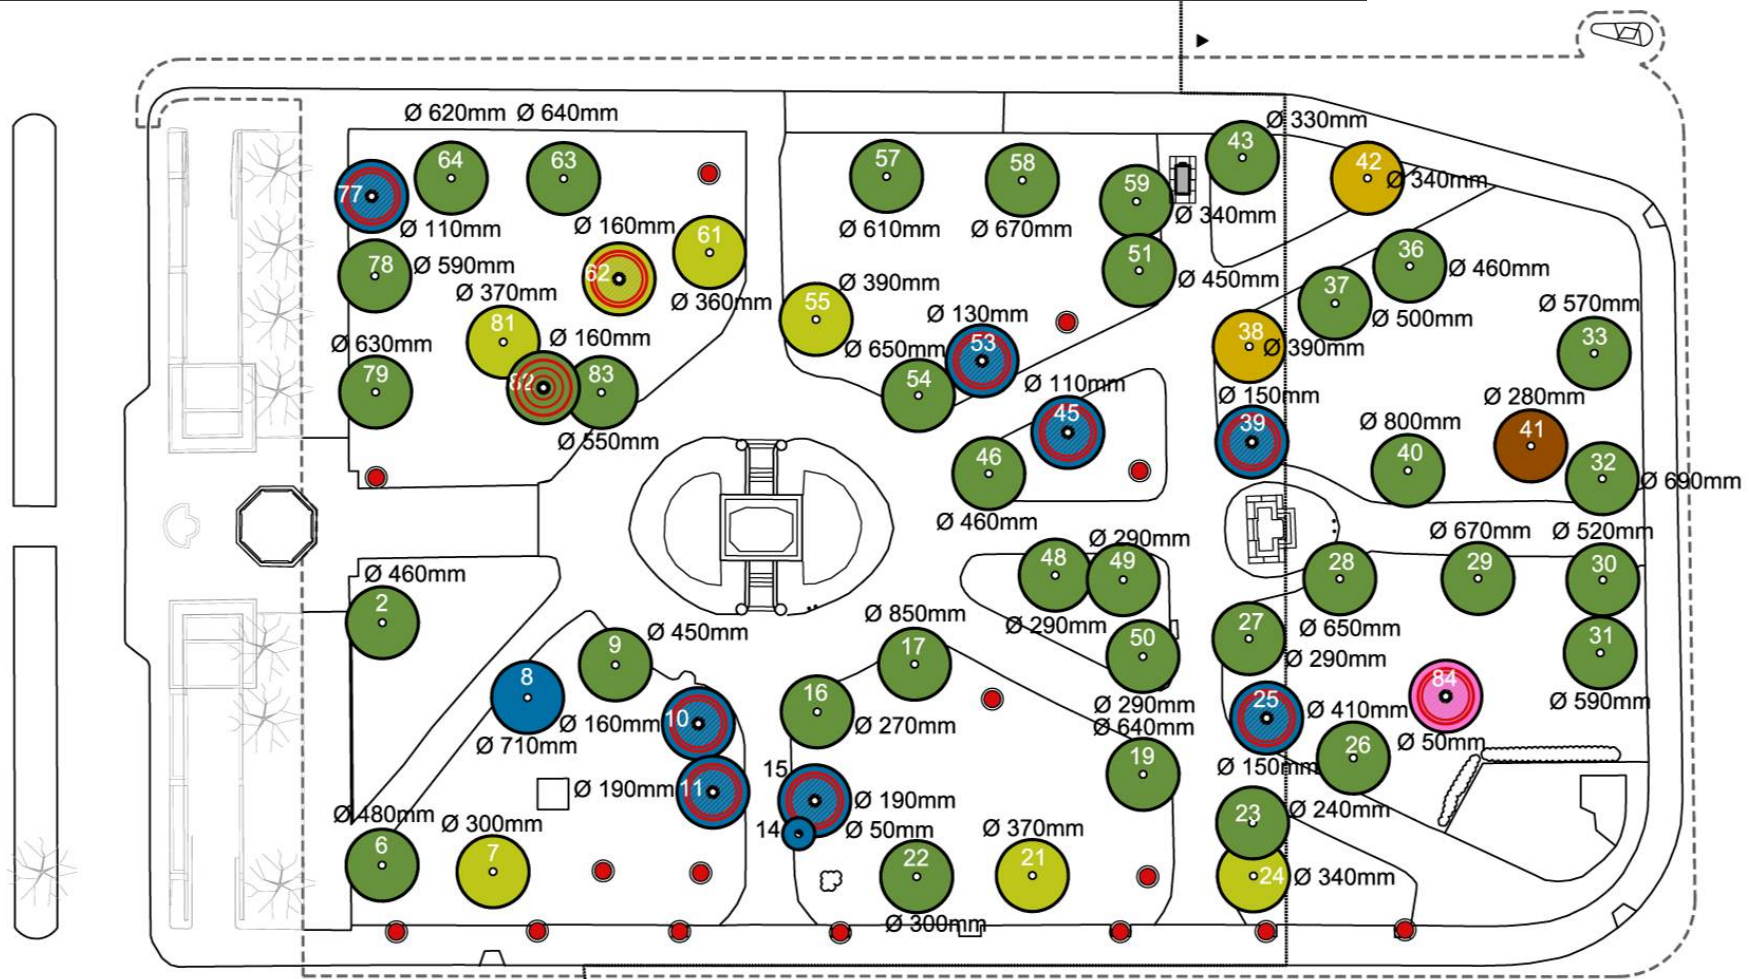 Ø 620mm Ø 640mm
Ø 330mm
43
64
63
57
58
42
Ø 340mm
59
77
Ø 340mm
Ø 110mm
Ø 160mm
61
Ø 610mm
Ø 670mm
78
Ø 590mm
62
51
36
Ø 460mm
Ø 370mm
Ø 360mm
55
Ø 390mm
Ø 450mm
37
Ø 500mm
Ø 570mm
81
Ø 160mm
Ø 130mm
38
Ø 390mm
33
Ø 630mm
53
Ø 650mm
79
82
83
54
Ø 110mm
Ø 150mm
Ø 280mm
Ø 550mm
45
39
Ø 800mm
41
46
40
32
Ø 690mm
Ø 460mm
Ø 290mm
Ø 670mm
Ø 520mm
48
49
28
29
30
Ø 460mm
2
Ø 850mm
Ø 290mm
27
Ø 650mm
9
Ø 450mm
17
50
31
Ø 290mm
8
84
16
25
Ø 590mm
Ø 160mm
10
Ø 270mm
Ø 290mm
Ø 410mm
Ø 710mm
Ø 640mm
Ø 50mm
26
19
15
Ø 150mm
Ø 190mm
11
Ø 190mm
23
Ø 240mm
Ø 480mm
Ø 300mm
14
Ø 50mm
Ø 370mm
6
7
22
21
24
Ø 340mm
Ø 300mm